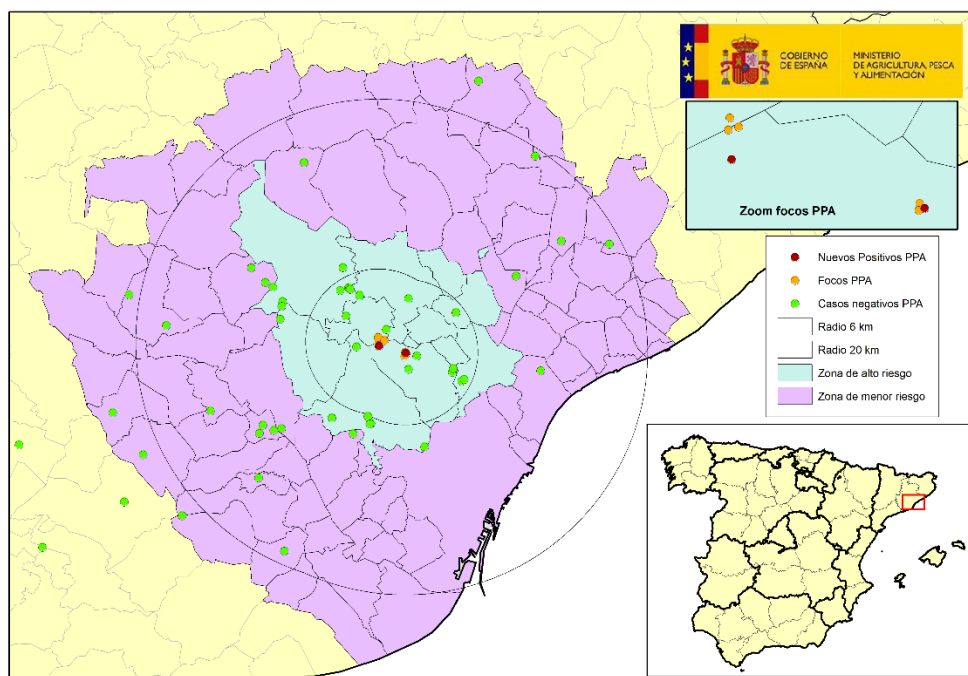 GOBIERNO
DE ESPAÑA
MINISTERIO
DE AGRICULTURA, PESCA
Y ALIMENTACIÓN
Zoom focos PPA
Nuevos Positivos PPA
Focos PPA
Casos negativos PPA
Radio 6 km
Radio 20 km
Zona de alto riesgo
Zona de menor riesgo